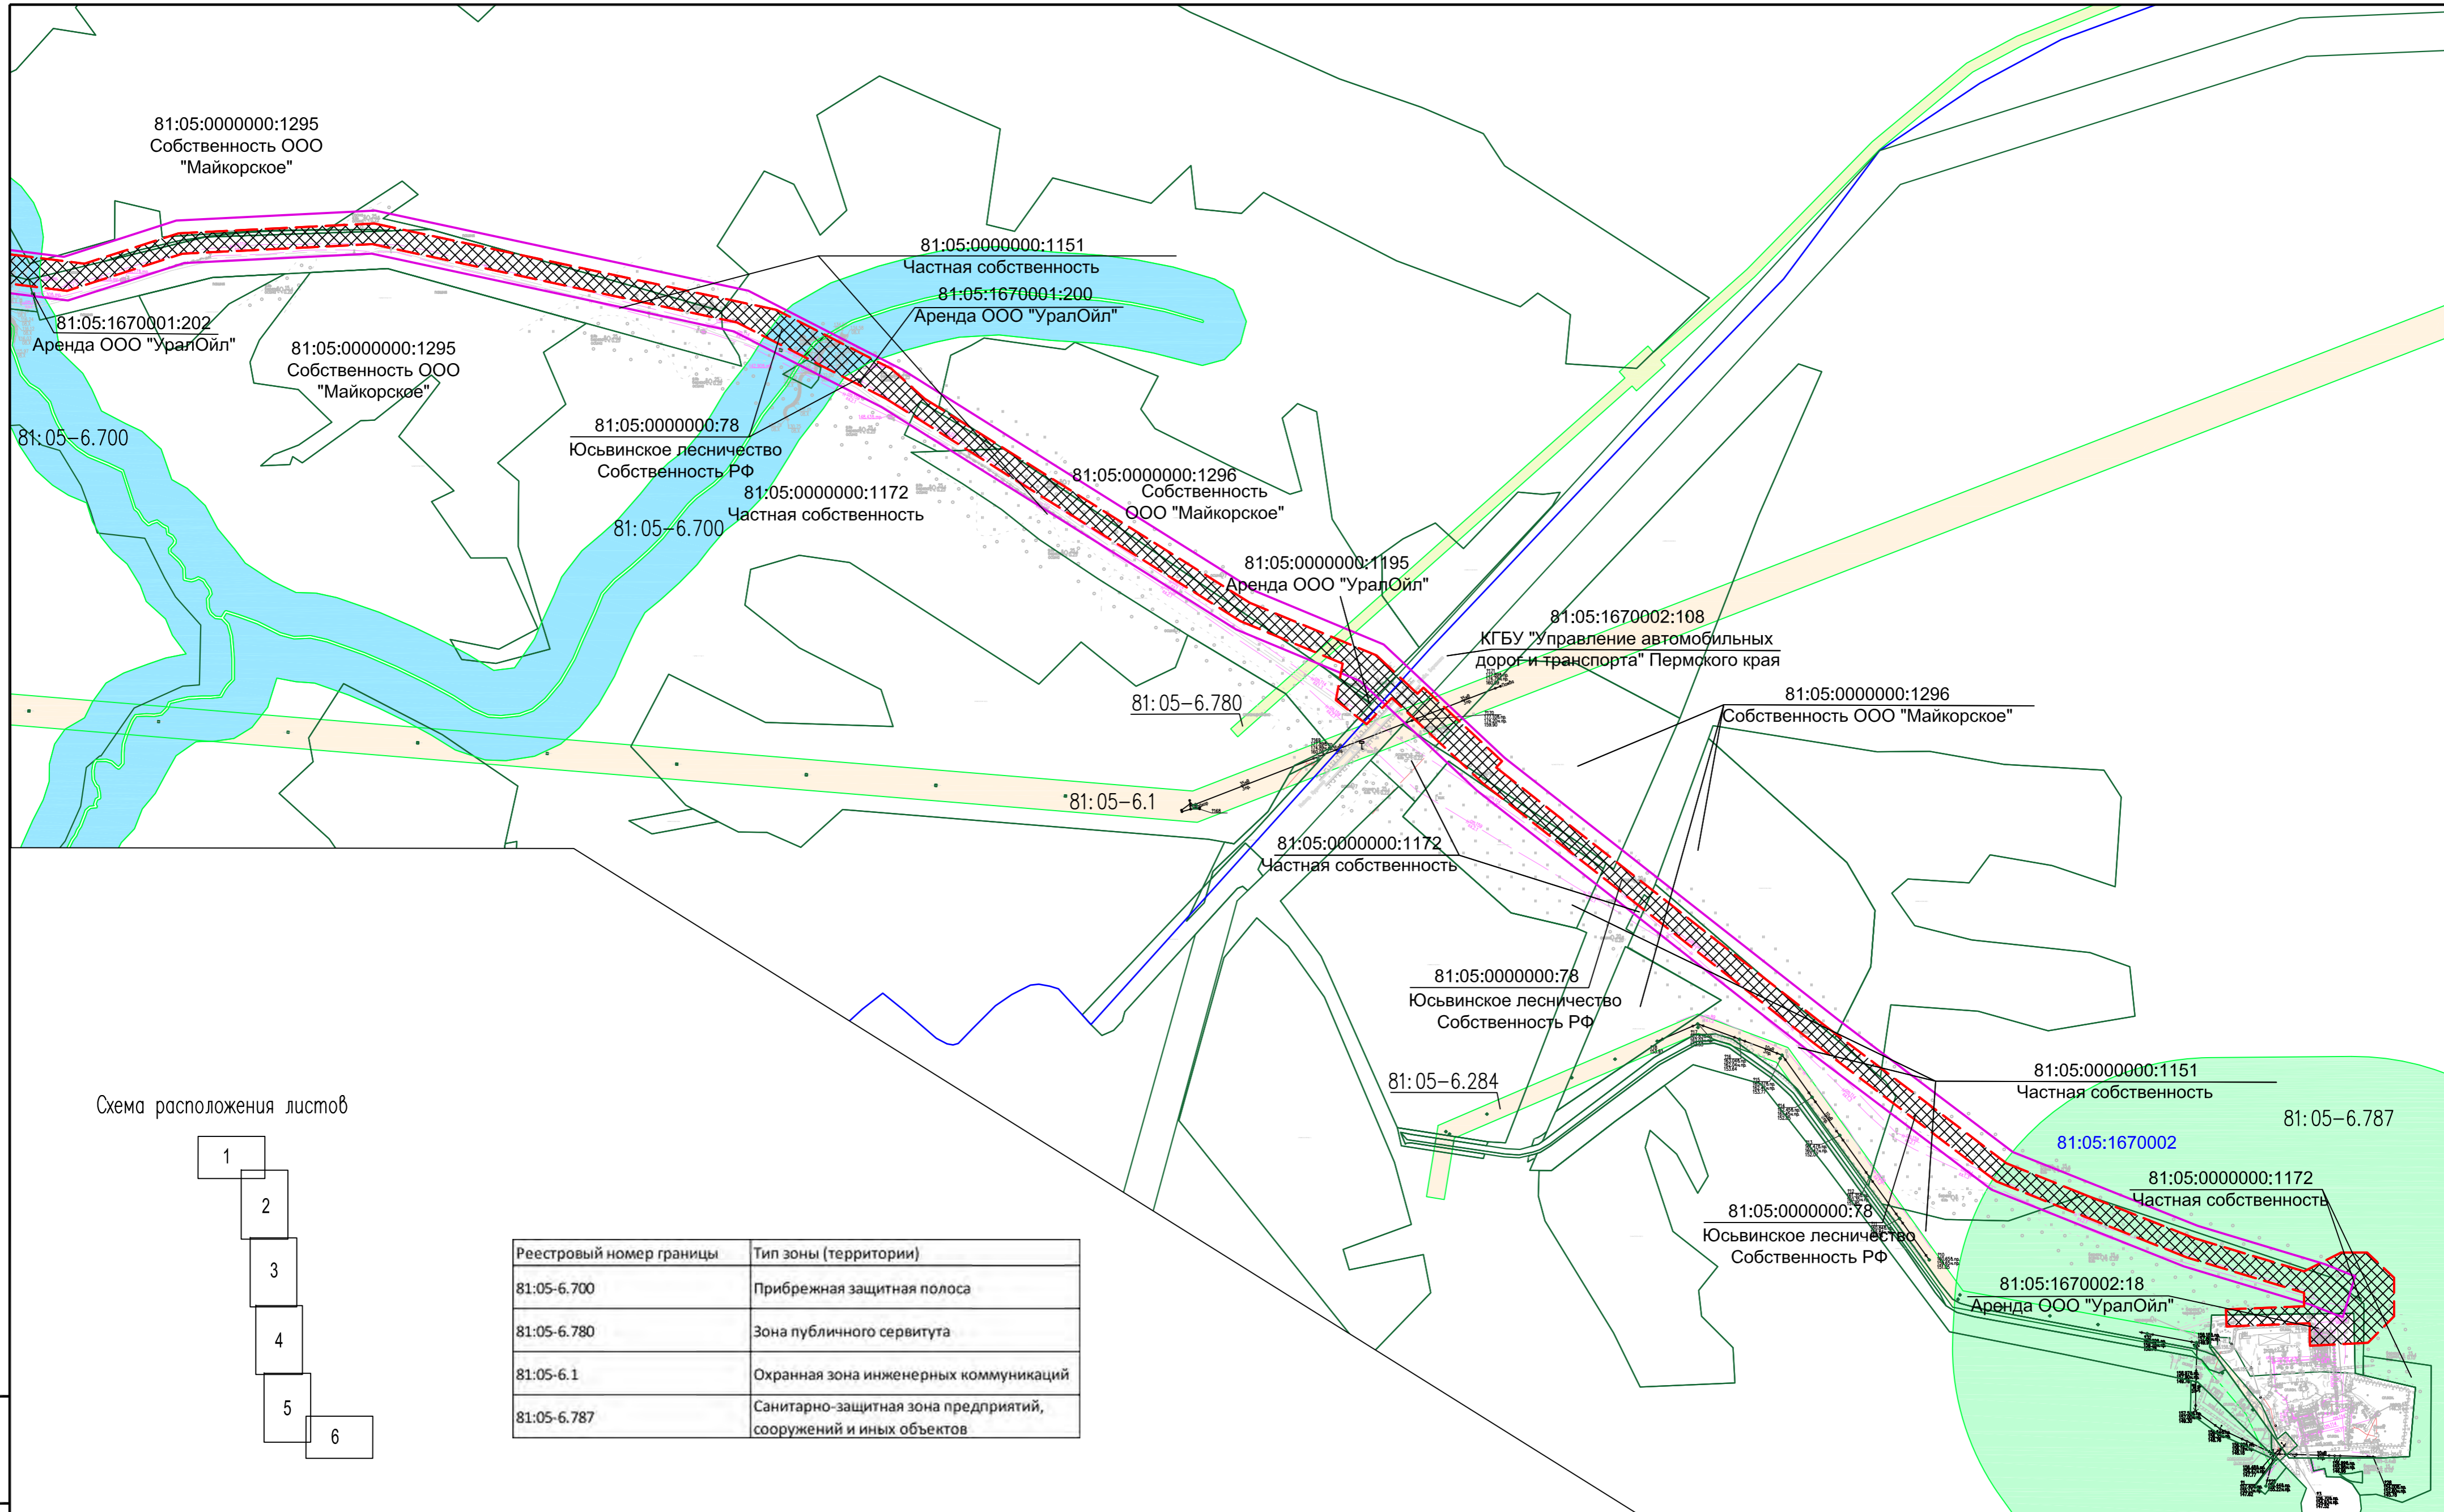 81:05:0000000:1295
Собственность ООО
"Майкорское"
81:05:0000000:1151
Частная собственность
81:05:1670001:200
Аренда ООО "УралОйл"
81:05:1670001:202
Аренда ООО "УралОйл"
81:05:0000000:1295
Собственность ООО
"Майкорское"
81:05-6.700
81:05:0000000:78
Юсьвинское лесничество
Собственность РФ
81:05:0000000:1172
Частная собственность
81:05-6.700
81:05:0000000:1296
Собственность
ООО "Майкорское"
81:05:0000000:1195
Аренда ООО "УралОйл"
81:05:1670002:108
КГБУ "Управление автомобильных
дорог и транспорта" Пермского края
81:05-6.780
81:05:0000000:1296
Собственность ООО "Майкорское"
81:05-6.1
81:05:0000000:1172
Частная собственность
81:05:0000000:78
Юсьвинское лесничество
Собственность РФ
81:05-6.284
81:05:0000000:1151
Частная собственность
81:05-6.787
81:05:1670002
81:05:0000000:1172
Частная собственность
81:05:0000000:78
Юсьвинское лесничество
Собственность РФ
81:05:1670002:18
Аренда ООО "УралОйл"
Схема расположения листов
1
2
3
4
5
6
Реестровый номер границы Тип зоны (территории)
81:05-6.700 Прибрежная защитная полоса
81:05-6.780 Зона публичного сервитута
81:05-6.1 Охранная зона инженерных коммуникаций
81:05-6.787 Санитарно-защитная зона предприятий,
сооружений и иных объектов